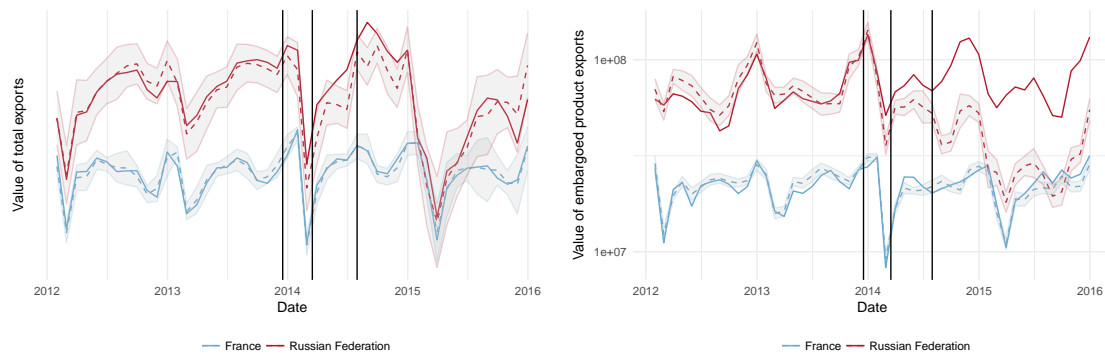 Value of total exports
2012 2013 2014 2015 2016
Date
France Russian Federation
Value of embargoed product exports
1e+08
1e+07
2012 2013 2014 2015 2016
Date
France Russian Federation